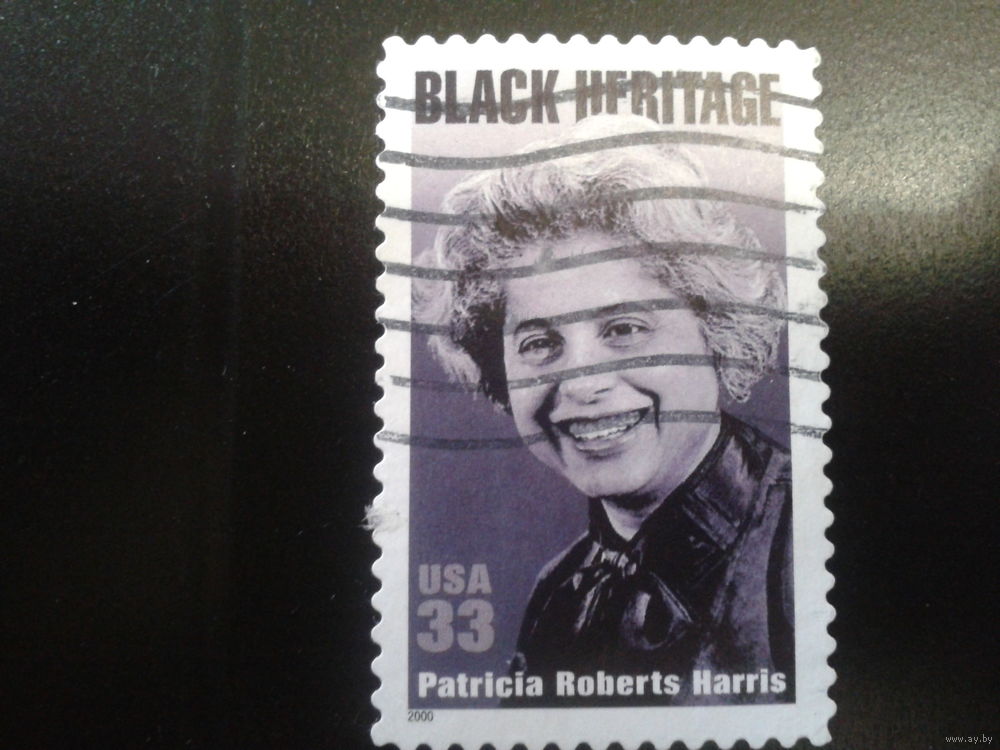 BLACK HERITAGE
USA
33
Patricia Roberts Harris
2000
www.ay.by